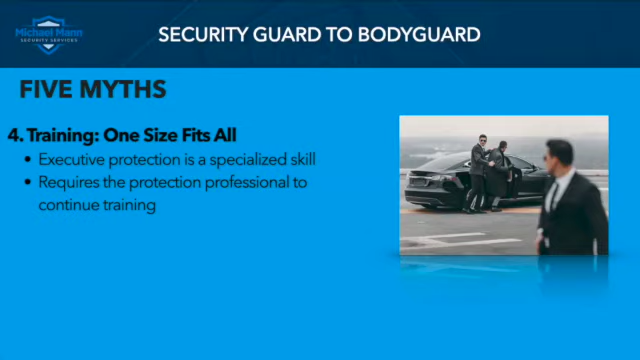 Michael Mann
SECURITY SERVICES
SECURITY GUARD TO BODYGUARD
FIVE MYTHS
4. Training: One Size Fits All
• Executive protection is a specialized skill
• Requires the protection professional to
continue training